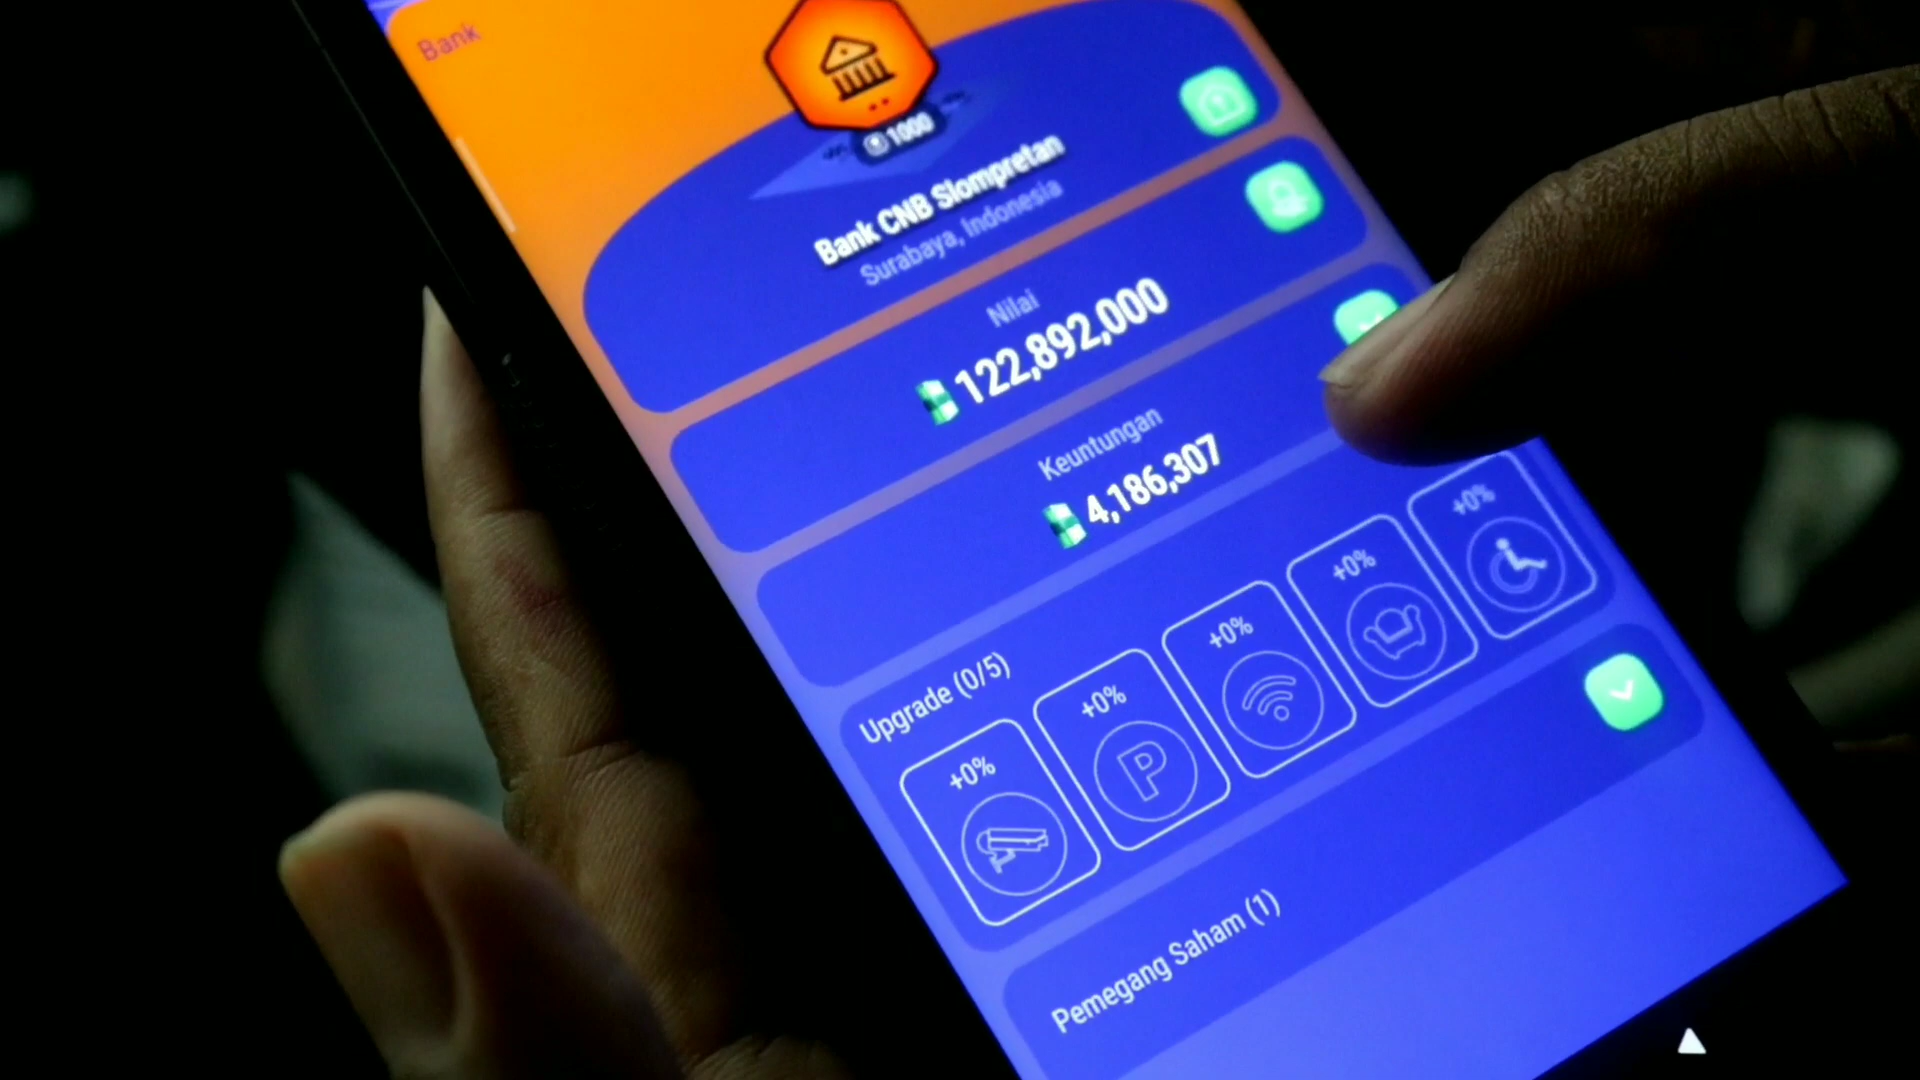 Bank
1000
Bank CNB Slompretan
Surabaya, Indonesia
Nilai
122,892,000
Keuntungan
4,186,307
Upgrade (0/5)
+0%
+0%
+0%
+0%
+0%
P
Pemegang Saham (1)